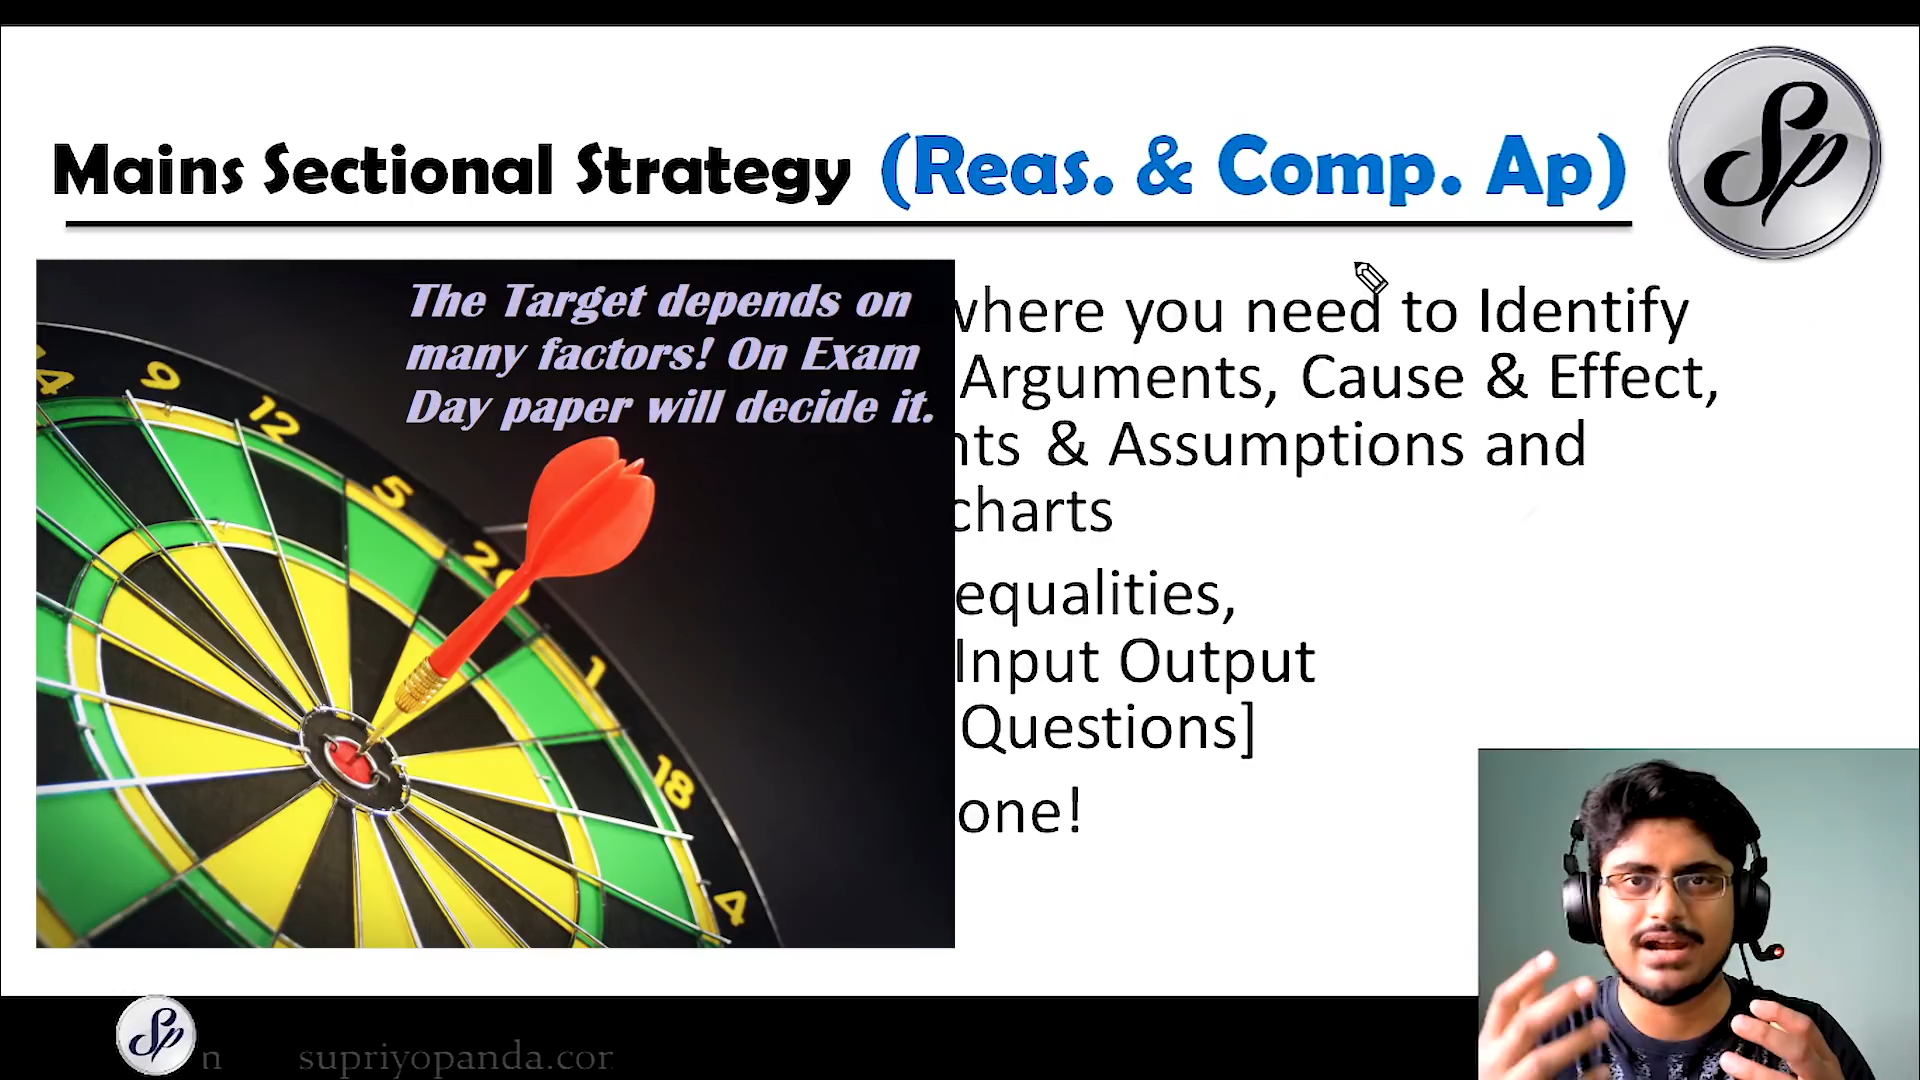 Mains Sectional Strategy (Reas. & Comp. Ap)
Sp
The Target depends on
many factors! On Exam
Day paper will decide it.
where you need to Identify
Arguments, Cause & Effect,
nts & Assumptions and
charts
equalities,
Input Output
Questions]
one!
9
12
5
20
1
18
4
Sp
n supriyopanda.cor